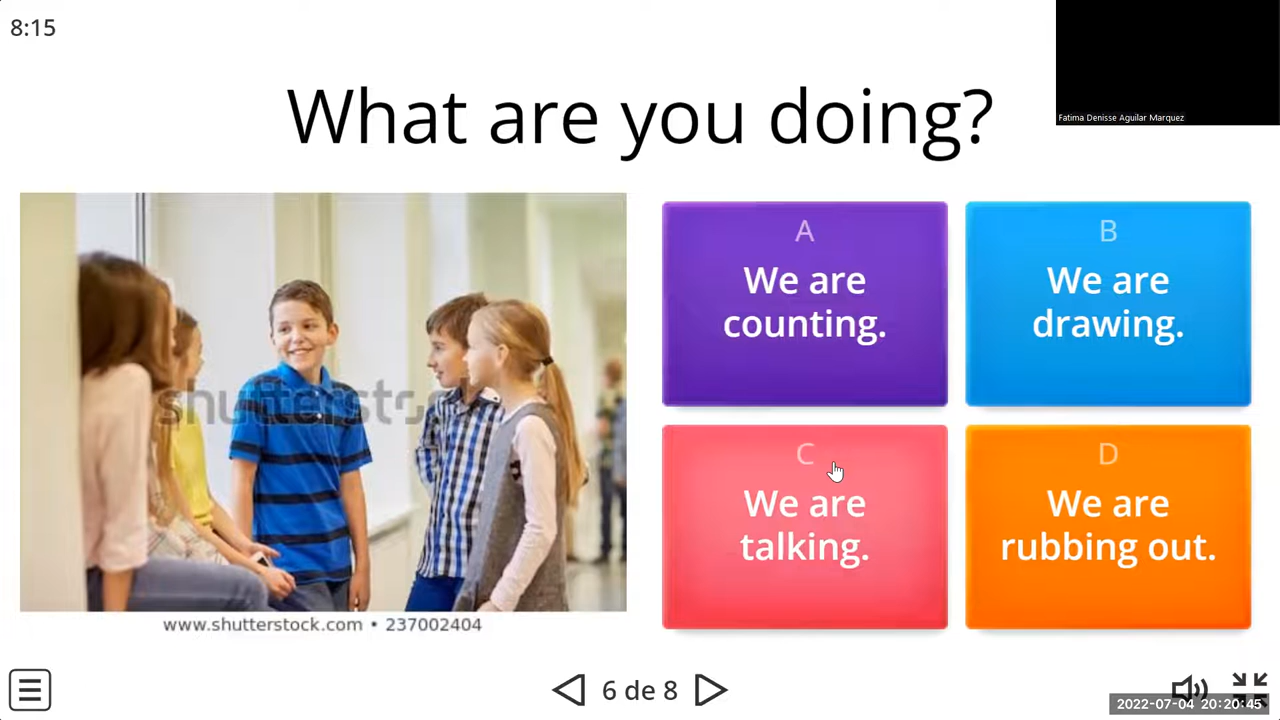 8:15
Fatima Denisse Aguilar Marquez
What are you doing?
A
We are
counting.
B
We are
drawing.
shutterstock
www.shutterstock.com • 237002404
C
We are
talking.
D
We are
rubbing out.
6 de 8
2022-07-04 20:20:45